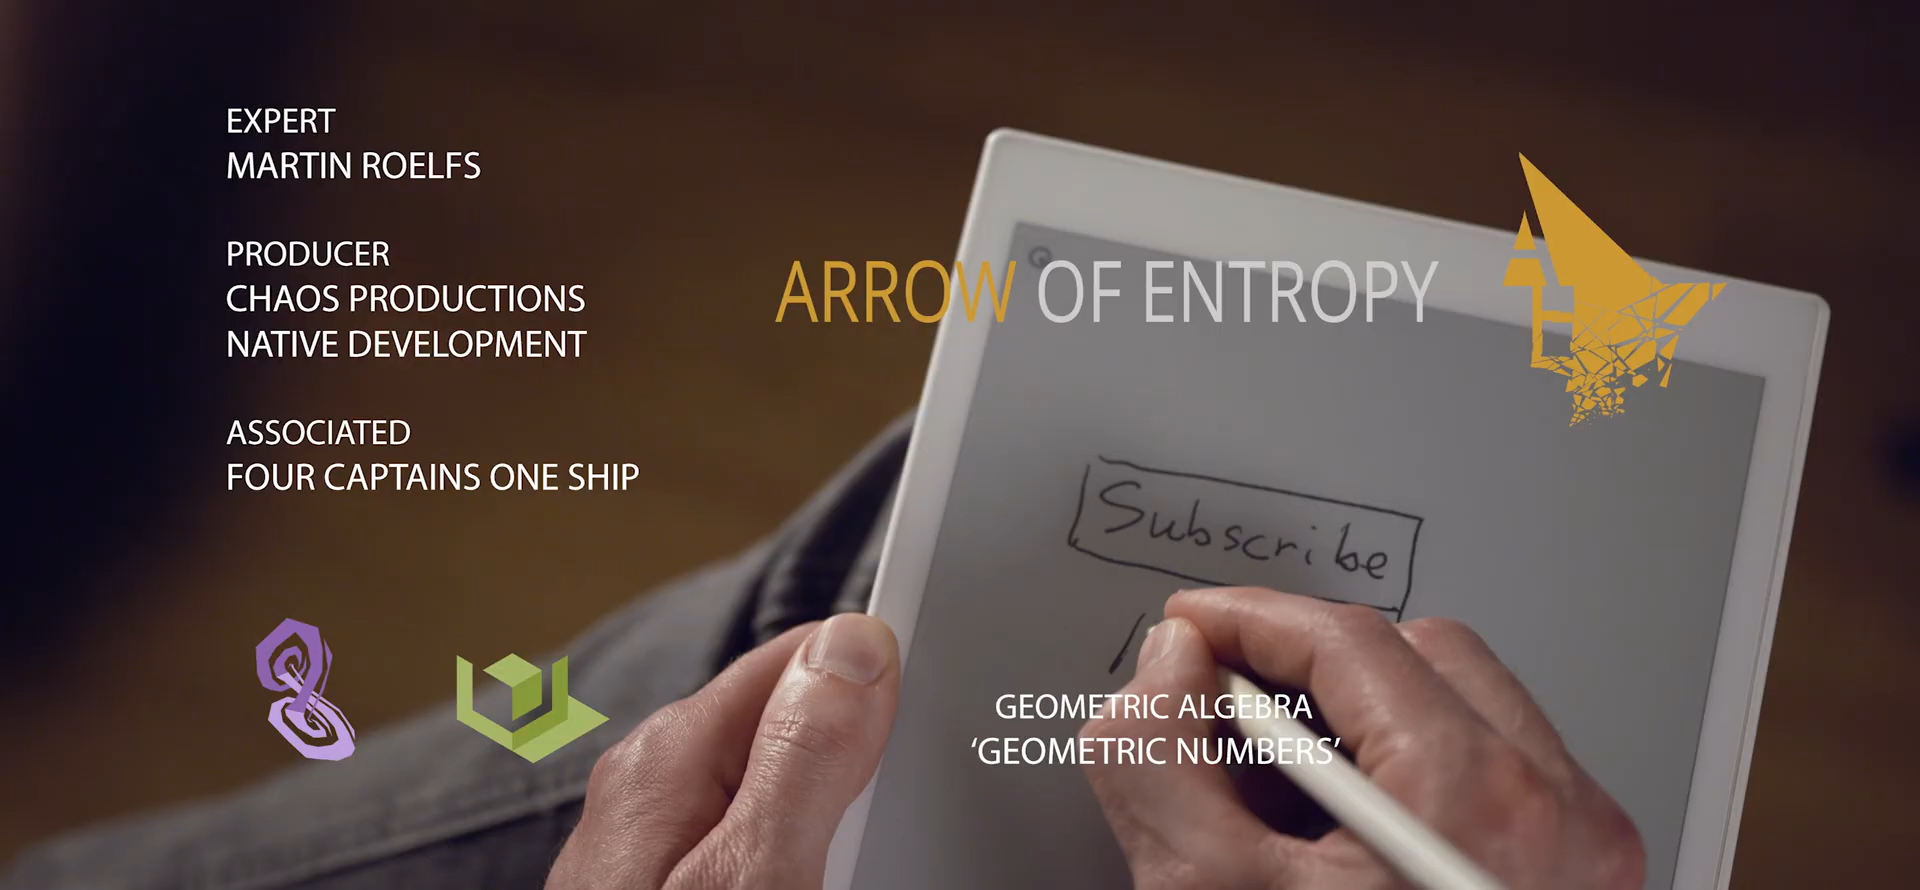 EXPERT
MARTIN ROELFS
PRODUCER
CHAOS PRODUCTIONS
NATIVE DEVELOPMENT
ASSOCIATED
FOUR CAPTAINS ONE SHIP
ARROW OF ENTROPY
Subscribe
GEOMETRIC ALGEBRA
‘GEOMETRIC NUMBERS’